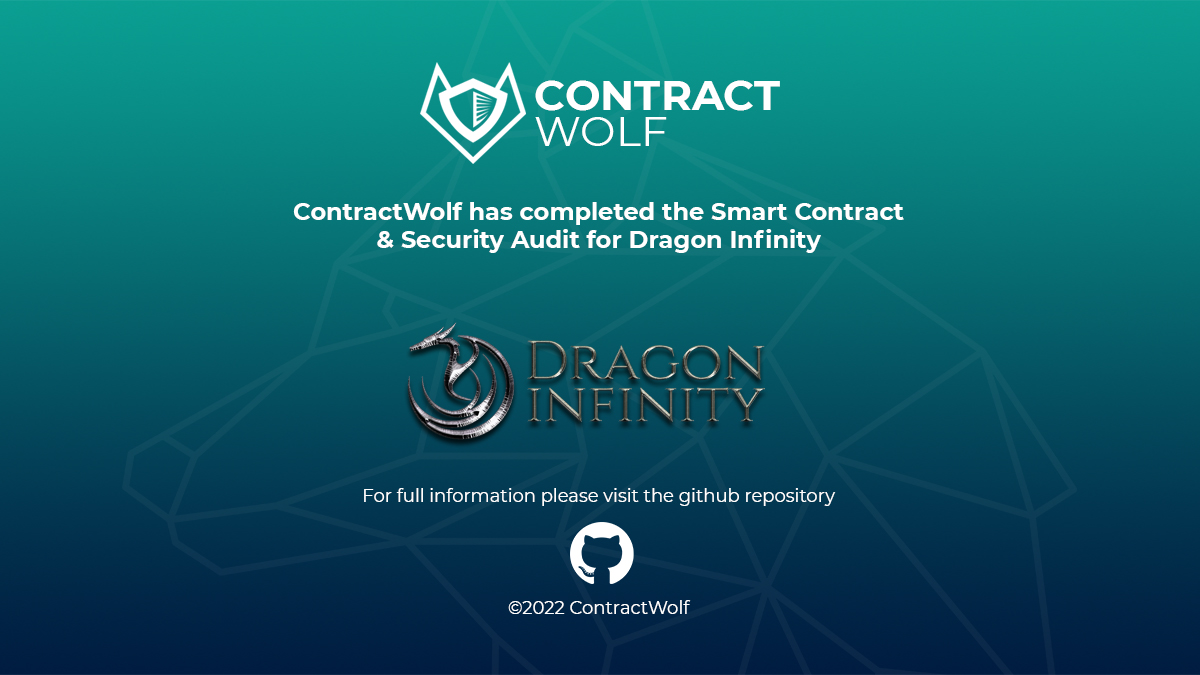 CONTRACT
WOLF
ContractWolf has completed the Smart Contract
& Security Audit for Dragon Infinity
DRAGON
INFINITY
For full information please visit the github repository
©2022 ContractWolf